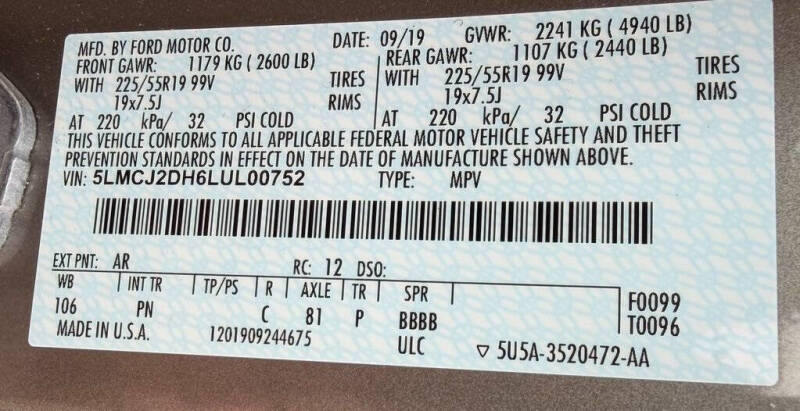 MFD. BY FORD MOTOR CO. DATE: 09/19 GVWR: 2241 KG ( 4940 LB)
FRONT GAWR: 1179 KG ( 2600 LB) REAR GAWR: 1107 KG ( 2440 LB)
WITH 225/55R19 99V TIRES WITH 225/55R19 99V TIRES
19x7.5J RIMS 19x7.5J RIMS
AT 220 kPa/ 32 PSI COLD AT 220 kPa/ 32 PSI COLD
THIS VEHICLE CONFORMS TO ALL APPLICABLE FEDERAL MOTOR VEHICLE SAFETY AND THEFT
PREVENTION STANDARDS IN EFFECT ON THE DATE OF MANUFACTURE SHOWN ABOVE.
VIN: 5LMCJ2DH6LUL00752 TYPE: MPV
EXT PNT: AR RC: 12 DSO:
WB INT TR TP/PS R AXLE TR SPR F0099
106 PN C 81 P BBBB T0096
MADE IN U.S.A. 1201909244675 ULC ▽ 5U5A-3520472-AA